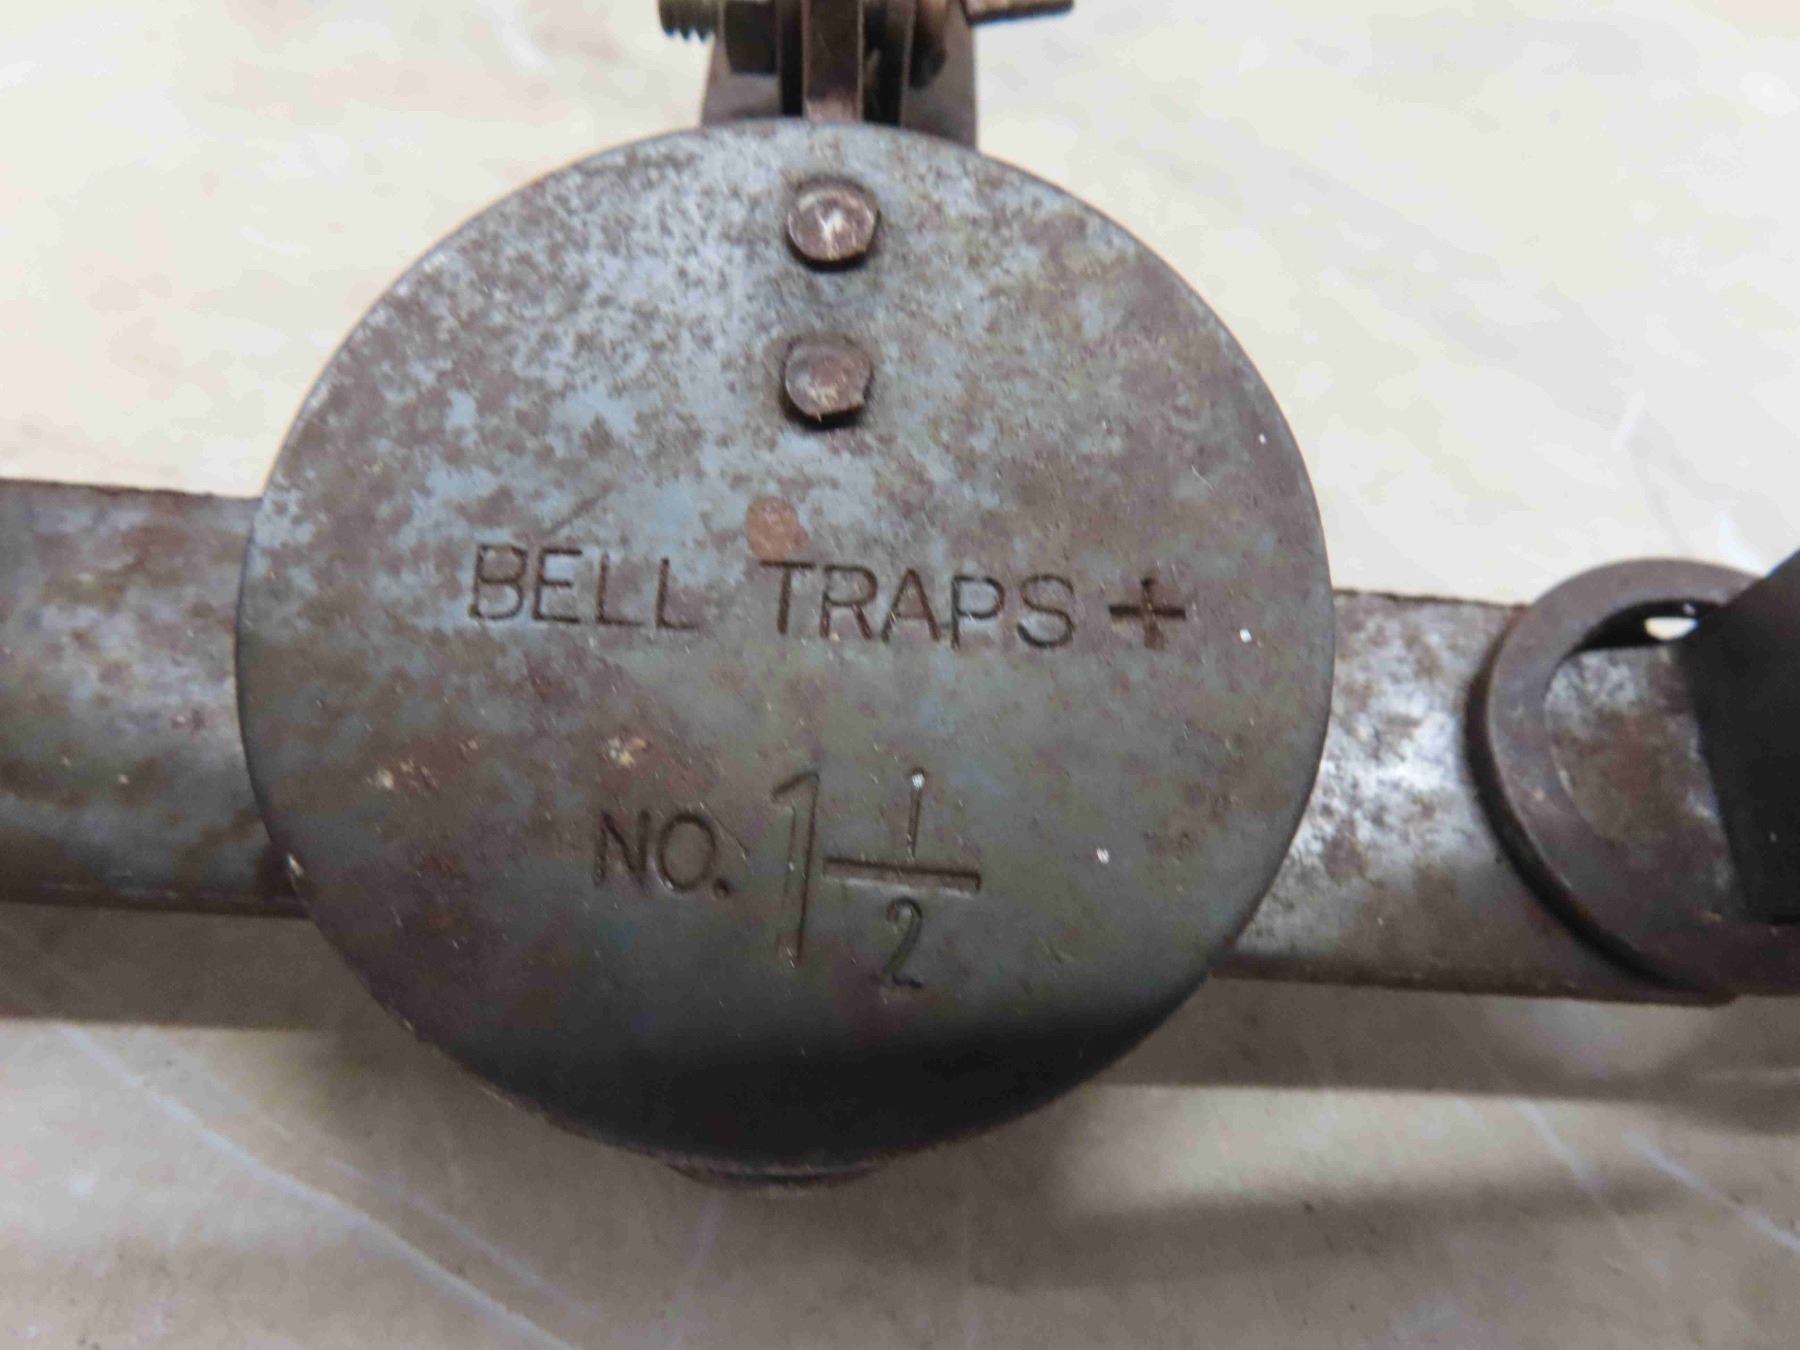 BELL TRAPS +
NO. 1 1/2